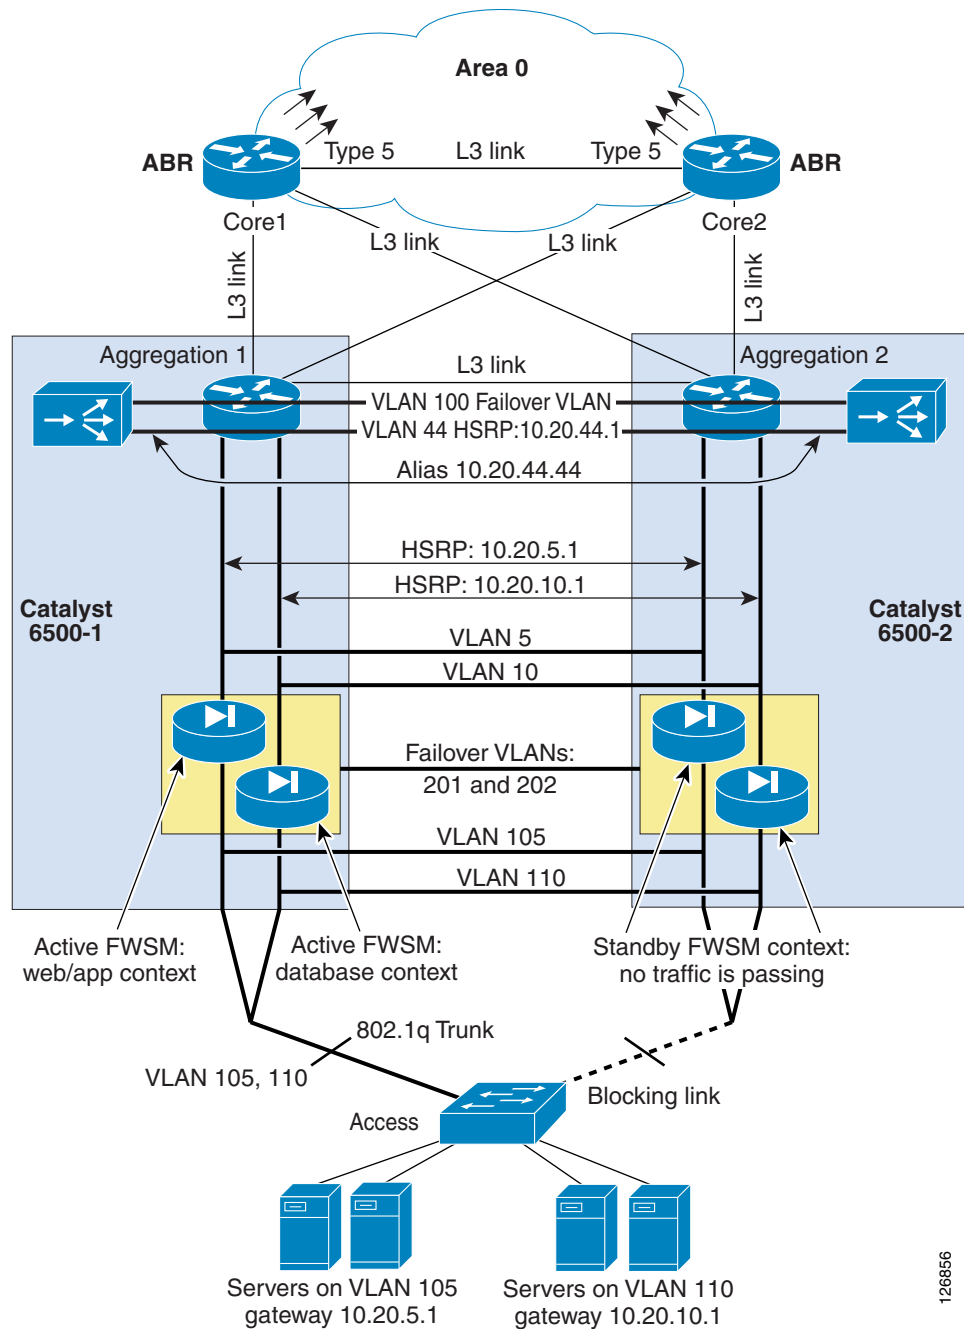 Area 0
Type 5
L3 link
Type 5
ABR
ABR
Core1
Core2
L3 link
L3 link
L3 link
L3 link
Aggregation 1
Aggregation 2
L3 link
VLAN 100 Failover VLAN
VLAN 44 HSRP:10.20.44.1
Alias 10.20.44.44
HSRP: 10.20.5.1
HSRP: 10.20.10.1
Catalyst
6500-1
Catalyst
6500-2
VLAN 5
VLAN 10
Failover VLANs:
201 and 202
VLAN 105
VLAN 110
Active FWSM:
web/app context
Active FWSM:
database context
Standby FWSM context:
no traffic is passing
802.1q Trunk
VLAN 105, 110
Blocking link
Access
Servers on VLAN 105
gateway 10.20.5.1
Servers on VLAN 110
gateway 10.20.10.1
126856